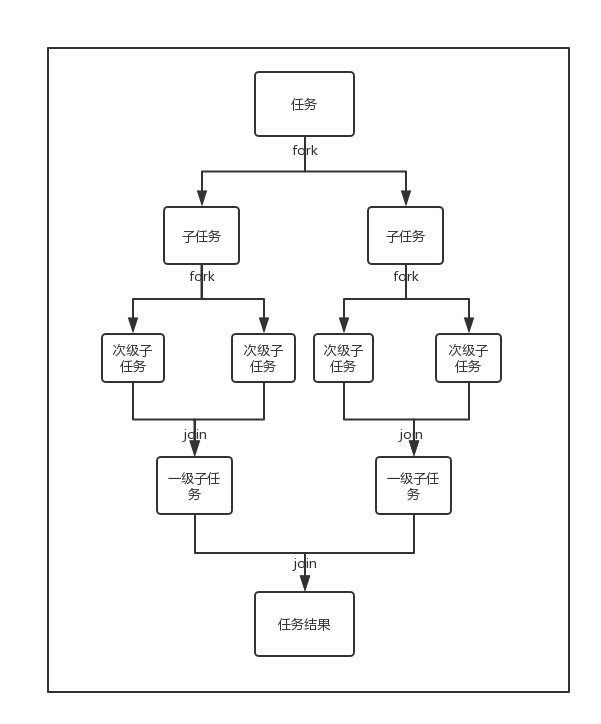 任务
fork
子任务
子任务
fork
fork
次级子
任务
次级子
任务
次级子
任务
次级子
任务
join
join
一级子任
务
一级子任
务
join
任务结果